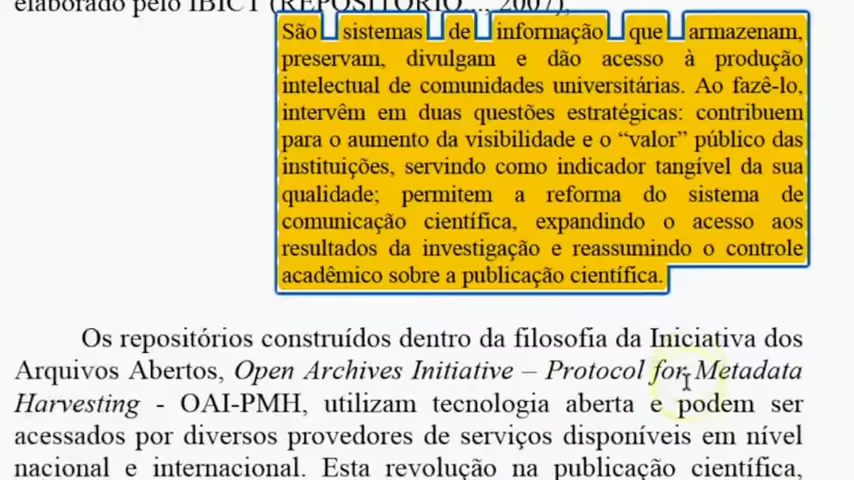 elaborado pelo IBICT (REPOSITÓRIO..., 2007),
São sistemas de informação que armazenam,
preservam, divulgam e dão acesso à produção
intelectual de comunidades universitárias. Ao fazê-lo,
intervêm em duas questões estratégicas: contribuem
para o aumento da visibilidade e o “valor” público das
instituições, servindo como indicador tangível da sua
qualidade; permitem a reforma do sistema de
comunicação científica, expandindo o acesso aos
resultados da investigação e reassumindo o controle
acadêmico sobre a publicação científica.
Os repositórios construídos dentro da filosofia da Iniciativa dos
Arquivos Abertos, Open Archives Initiative – Protocol for Metadata
Harvesting - OAI-PMH, utilizam tecnologia aberta e podem ser
acessados por diversos provedores de serviços disponíveis em nível
nacional e internacional. Esta revolução na publicação científica,